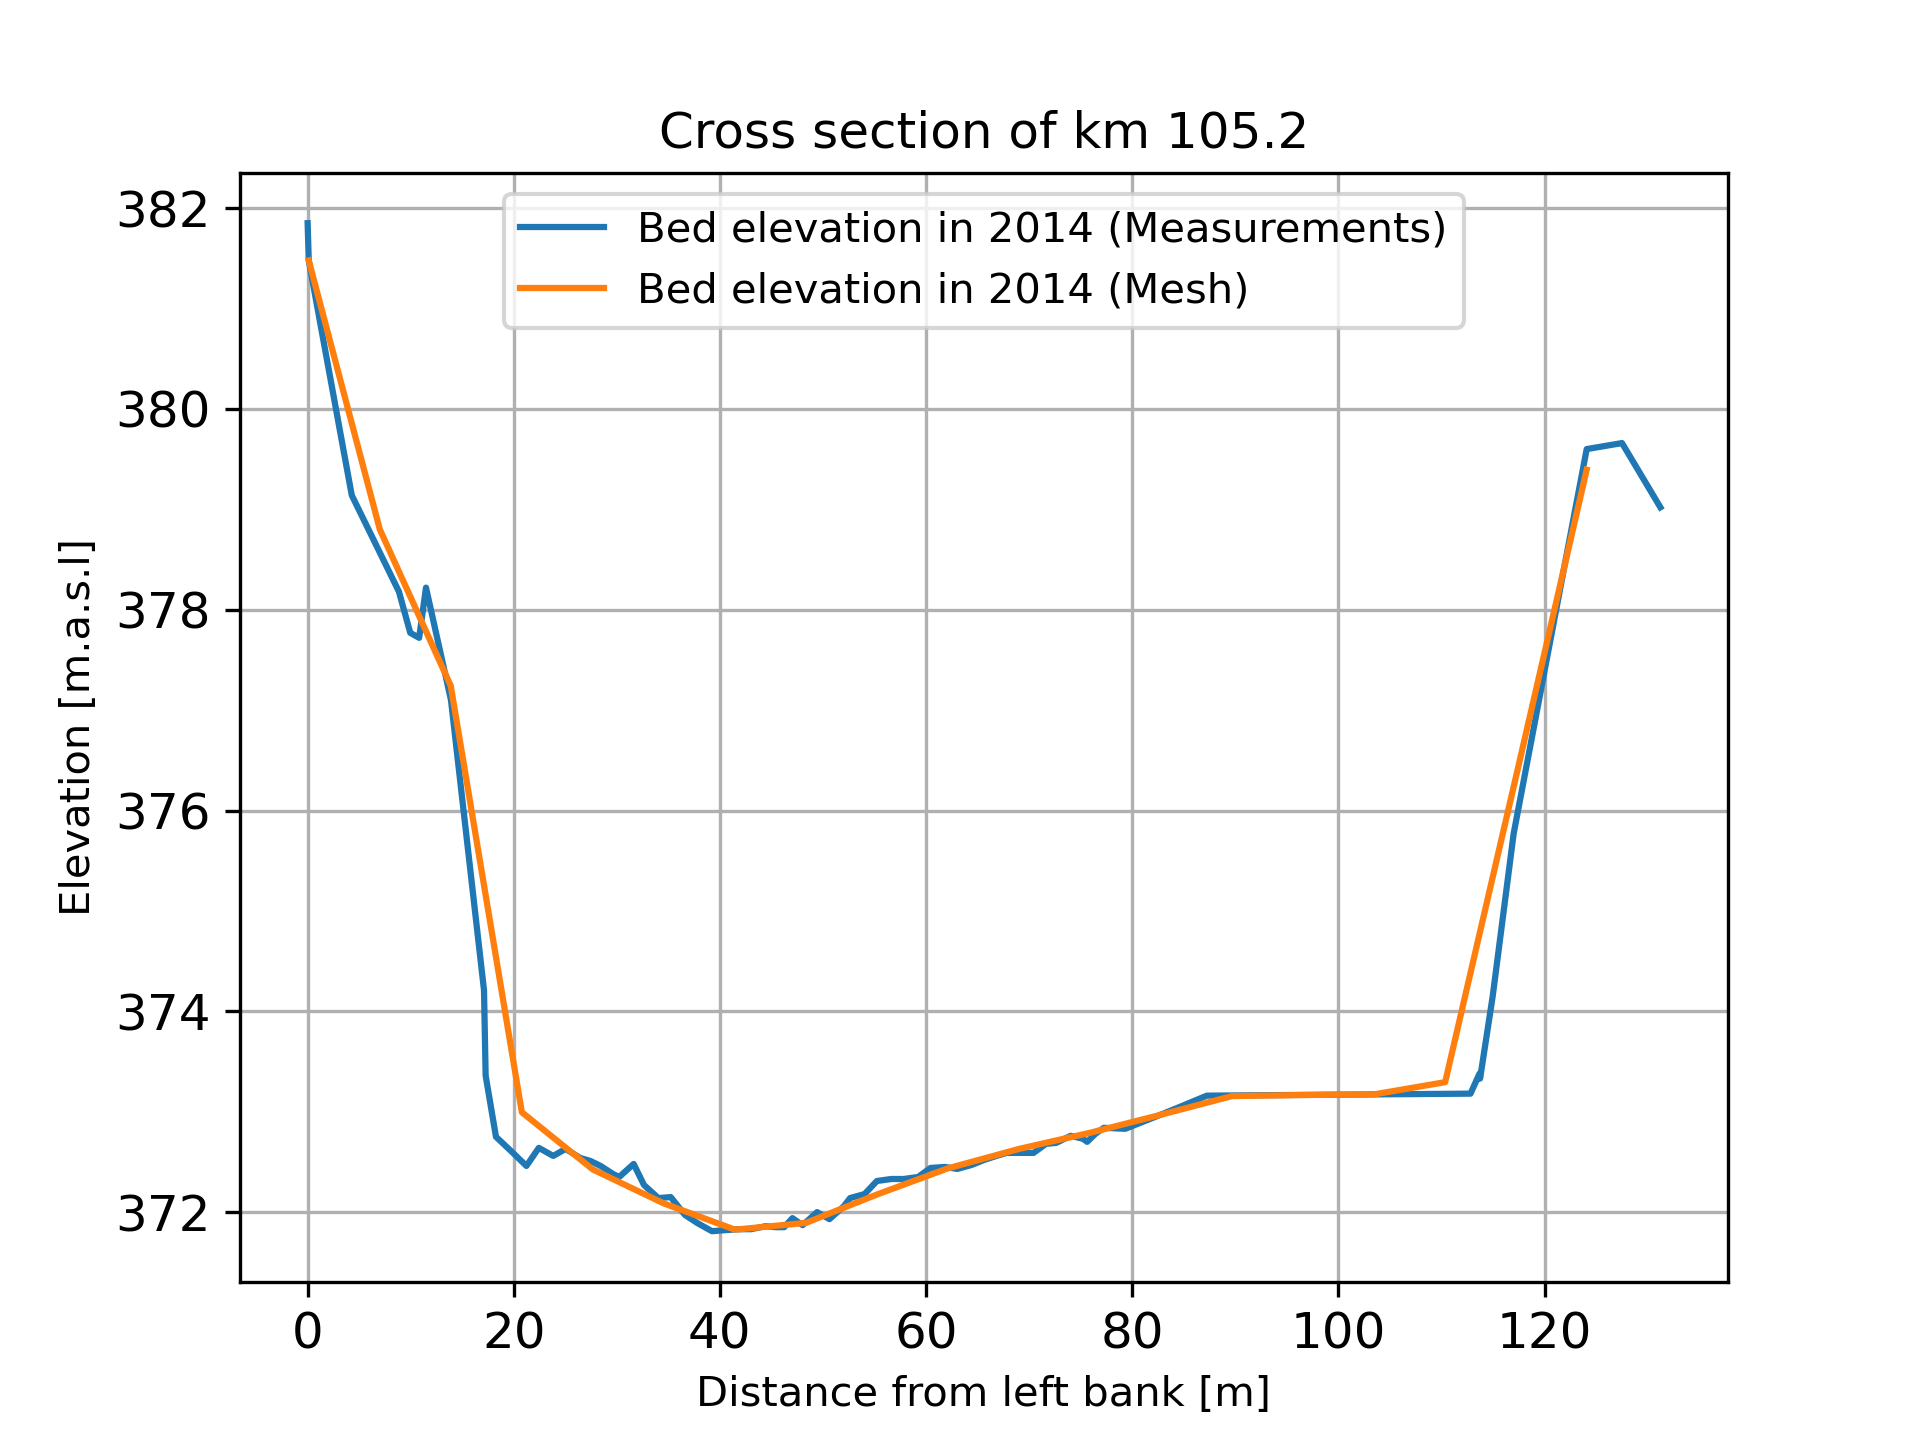 Cross section of km 105.2
Bed elevation in 2014 (Measurements)
Bed elevation in 2014 (Mesh)
382
380
378
376
374
372
Elevation [m.a.s.l]
0 20 40 60 80 100 120
Distance from left bank [m]